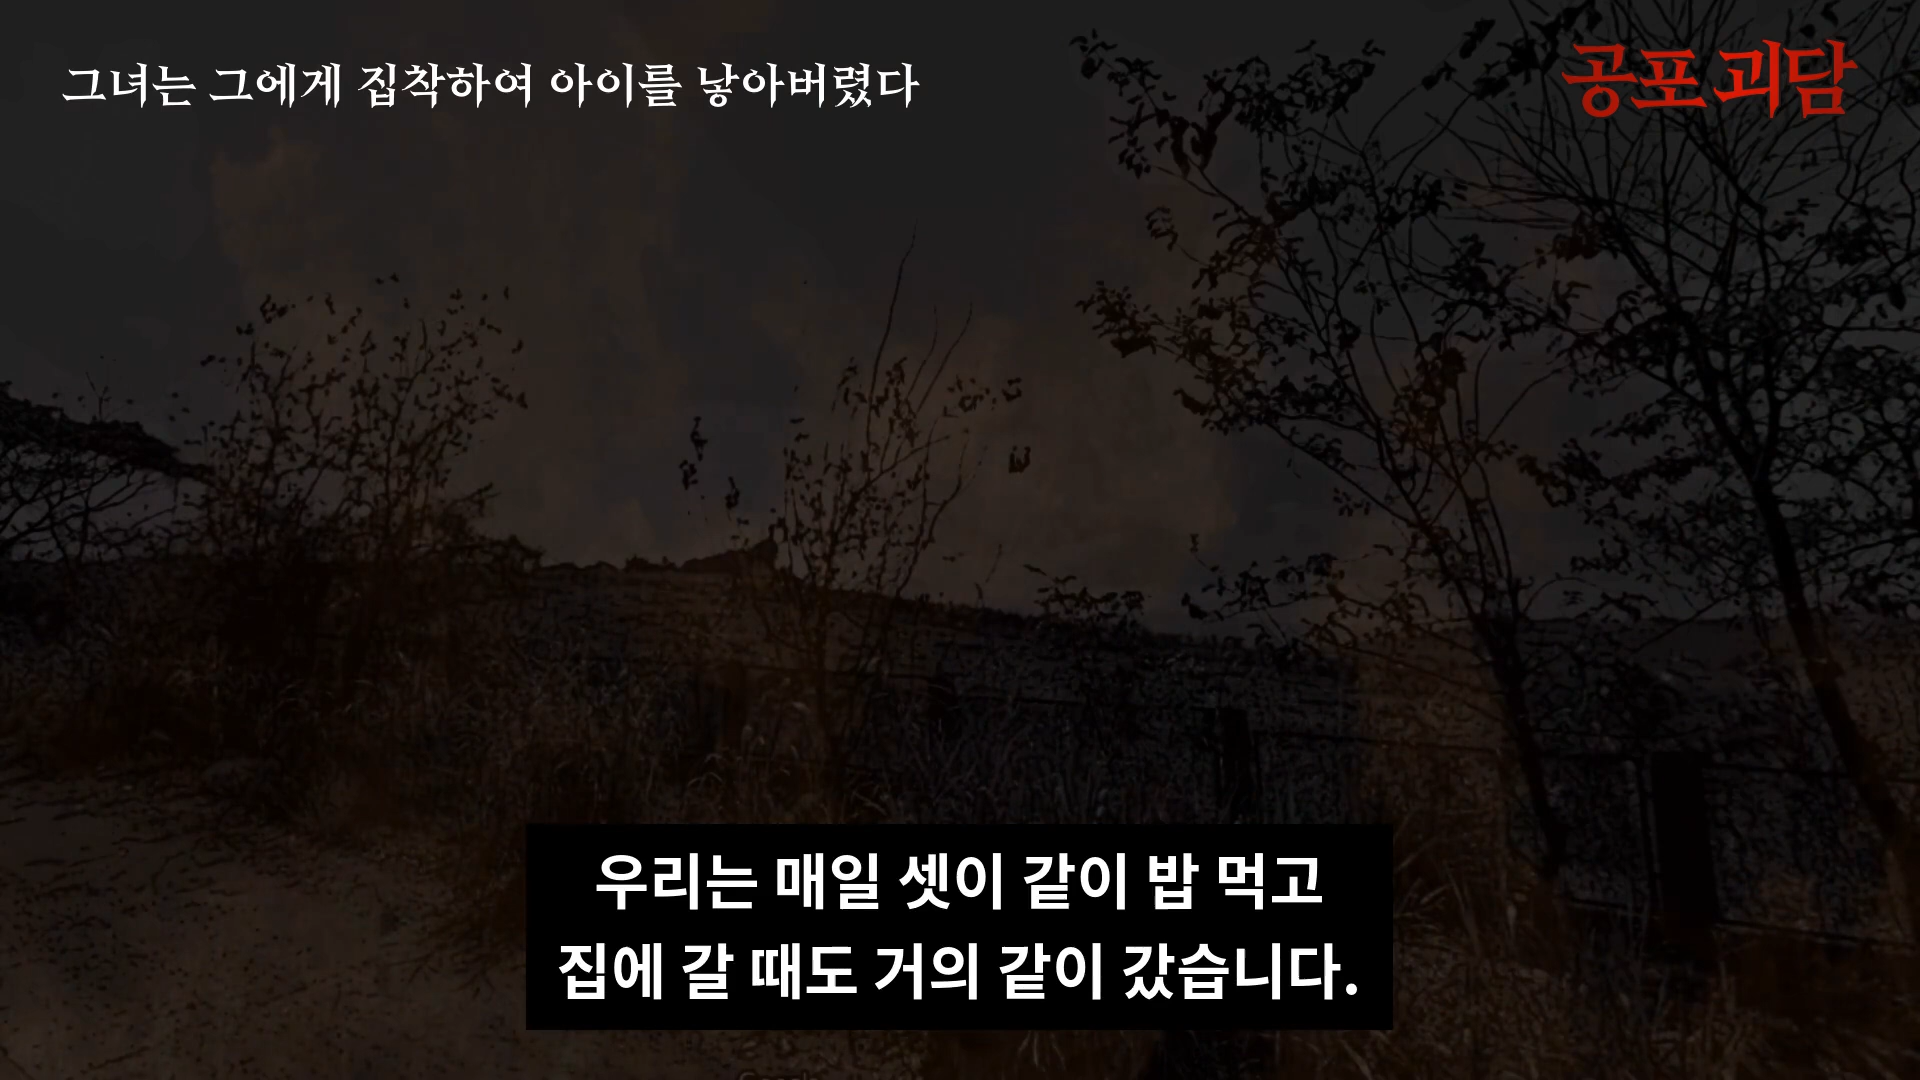 그녀는 그에게 집착하여 아이를 낳아버렸다
공포 괴담
우리는 매일 셋이 같이 밥 먹고
집에 갈 때도 거의 같이 갔습니다.